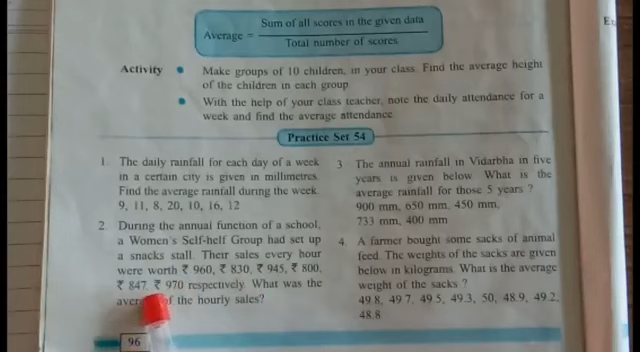 Average = Sum of all scores in the given data
Total number of scores
Activity • Make groups of 10 children, in your class. Find the average height
of the children in each group
• With the help of your class teacher, note the daily attendance for a
week and find the average attendance
Practice Set 54
1. The daily rainfall for each day of a week
in a certain city is given in millimetres.
Find the average rainfall during the week.
9, 11, 8, 20, 10, 16, 12
2. During the annual function of a school,
a Women's Self-helf Group had set up
a snacks stall. Their sales every hour
were worth ₹ 960, ₹ 830, ₹ 945, ₹ 800,
₹ 847, ₹ 970 respectively. What was the
of the hourly sales?
3 The annual rainfall in Vidarbha in five
years is given below. What is the
average rainfall for those 5 years ?
900 mm, 650 mm, 450 mm,
733 mm, 400 mm
4. A farmer bought some sacks of animal
feed. The weights of the sacks are given
below in kilograms. What is the average
weight of the sacks ?
49.8, 49.7, 49.5, 49.3, 50, 48.9, 49.2,
48.8
96